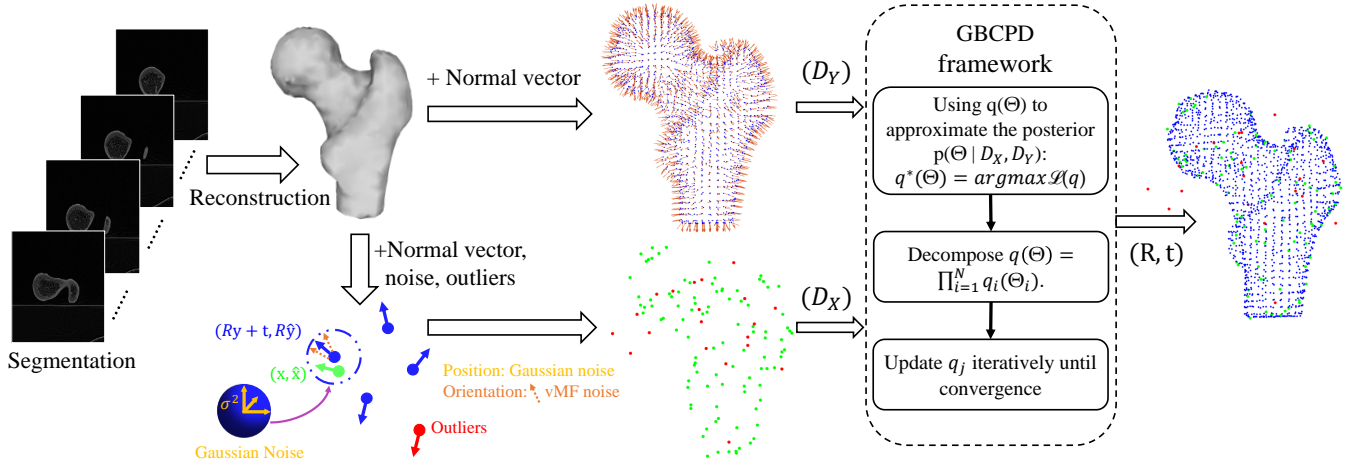 Segmentation
Reconstruction
+ Normal vector
+Normal vector,
noise, outliers
(Ry + t, Rŷ)
(x, x̂)
σ²
Gaussian Noise
Position: Gaussian noise
Orientation: vMF noise
Outliers
(D_Y)
(D_X)
GBCPD
framework
Using q(Θ) to
approximate the posterior
p(Θ | D_X, D_Y):
q*(Θ) = argmaxℒ(q)
Decompose q(Θ) =
∏_{i=1}^{N} q_i(Θ_i).
Update q_j iteratively until
convergence
(R, t)